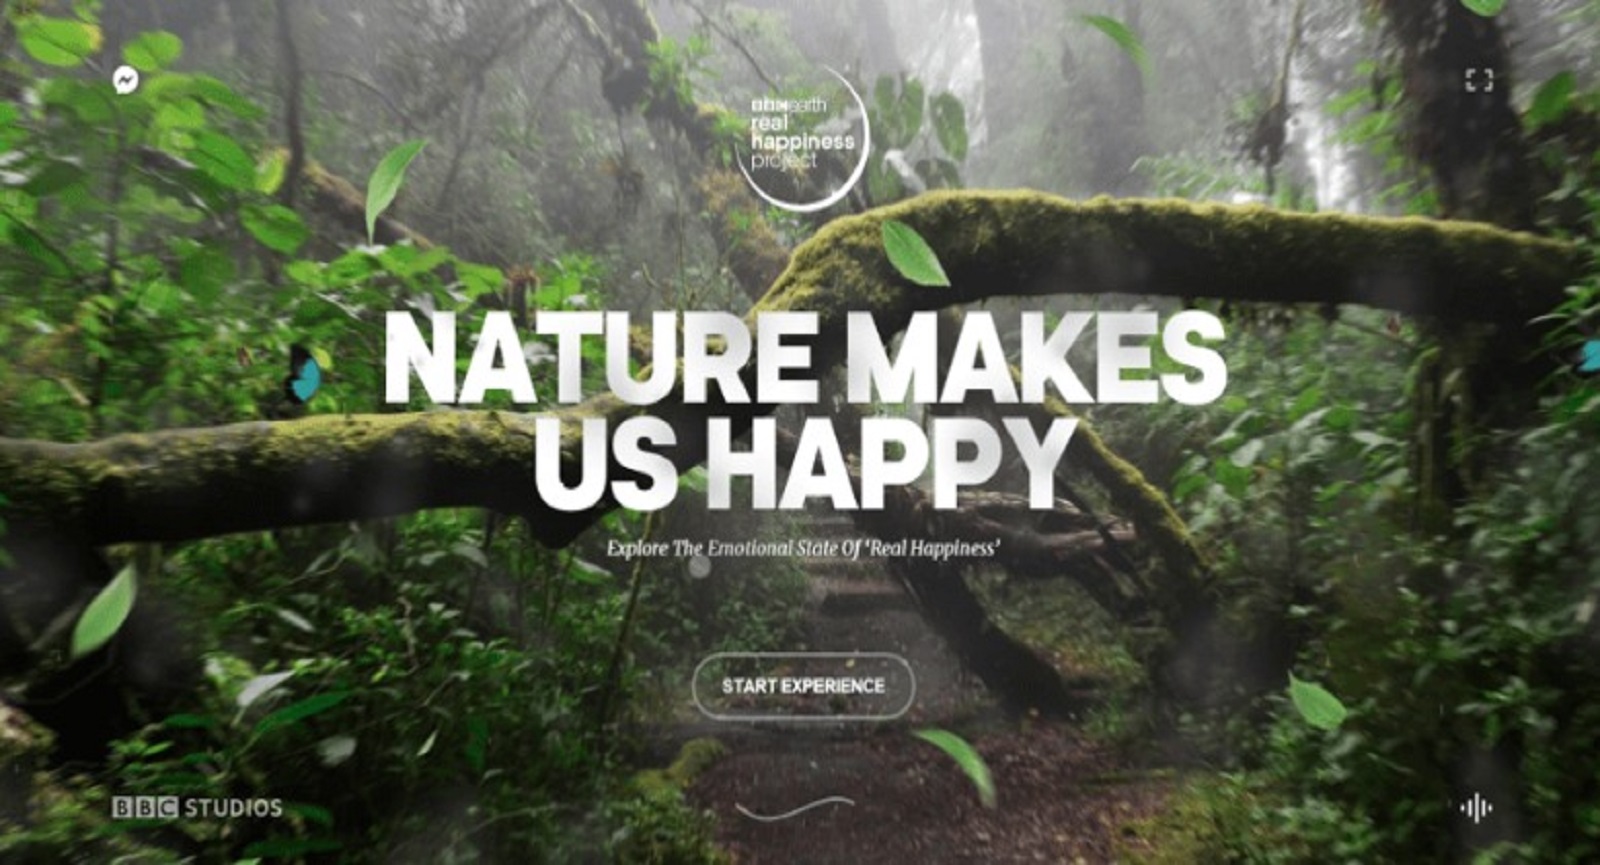 BBC earth
real
happiness
project
NATURE MAKES
US HAPPY
Explore The Emotional State Of ‘Real Happiness’
START EXPERIENCE
BBC STUDIOS